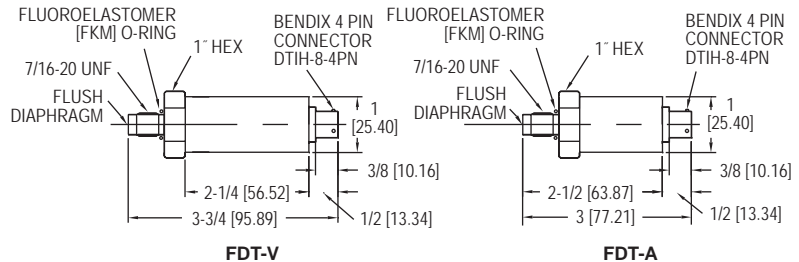 FLUOROELASTOMER
[FKM] O-RING
1˝ HEX
BENDIX 4 PIN
CONNECTOR
DTIH-8-4PN
7/16-20 UNF
FLUSH
DIAPHRAGM
1
[25.40]
3/8 [10.16]
2-1/4 [56.52]
3-3/4 [95.89]
1/2 [13.34]
FDT-V
FLUOROELASTOMER
[FKM] O-RING
1˝ HEX
BENDIX 4 PIN
CONNECTOR
DTIH-8-4PN
7/16-20 UNF
FLUSH
DIAPHRAGM
1
[25.40]
3/8 [10.16]
2-1/2 [63.87]
3 [77.21]
1/2 [13.34]
FDT-A